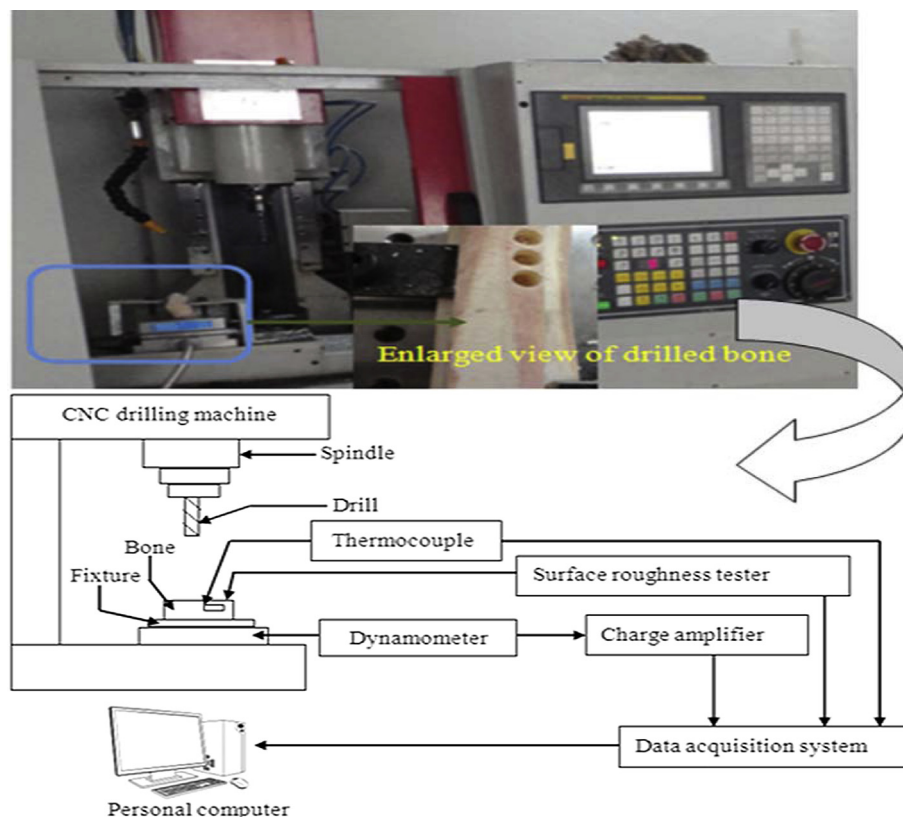 Enlarged view of drilled bone
CNC drilling machine
Spindle
Drill
Bone
Thermocouple
Fixture
Surface roughness tester
Dynamometer
Charge amplifier
Data acquisition system
Personal computer